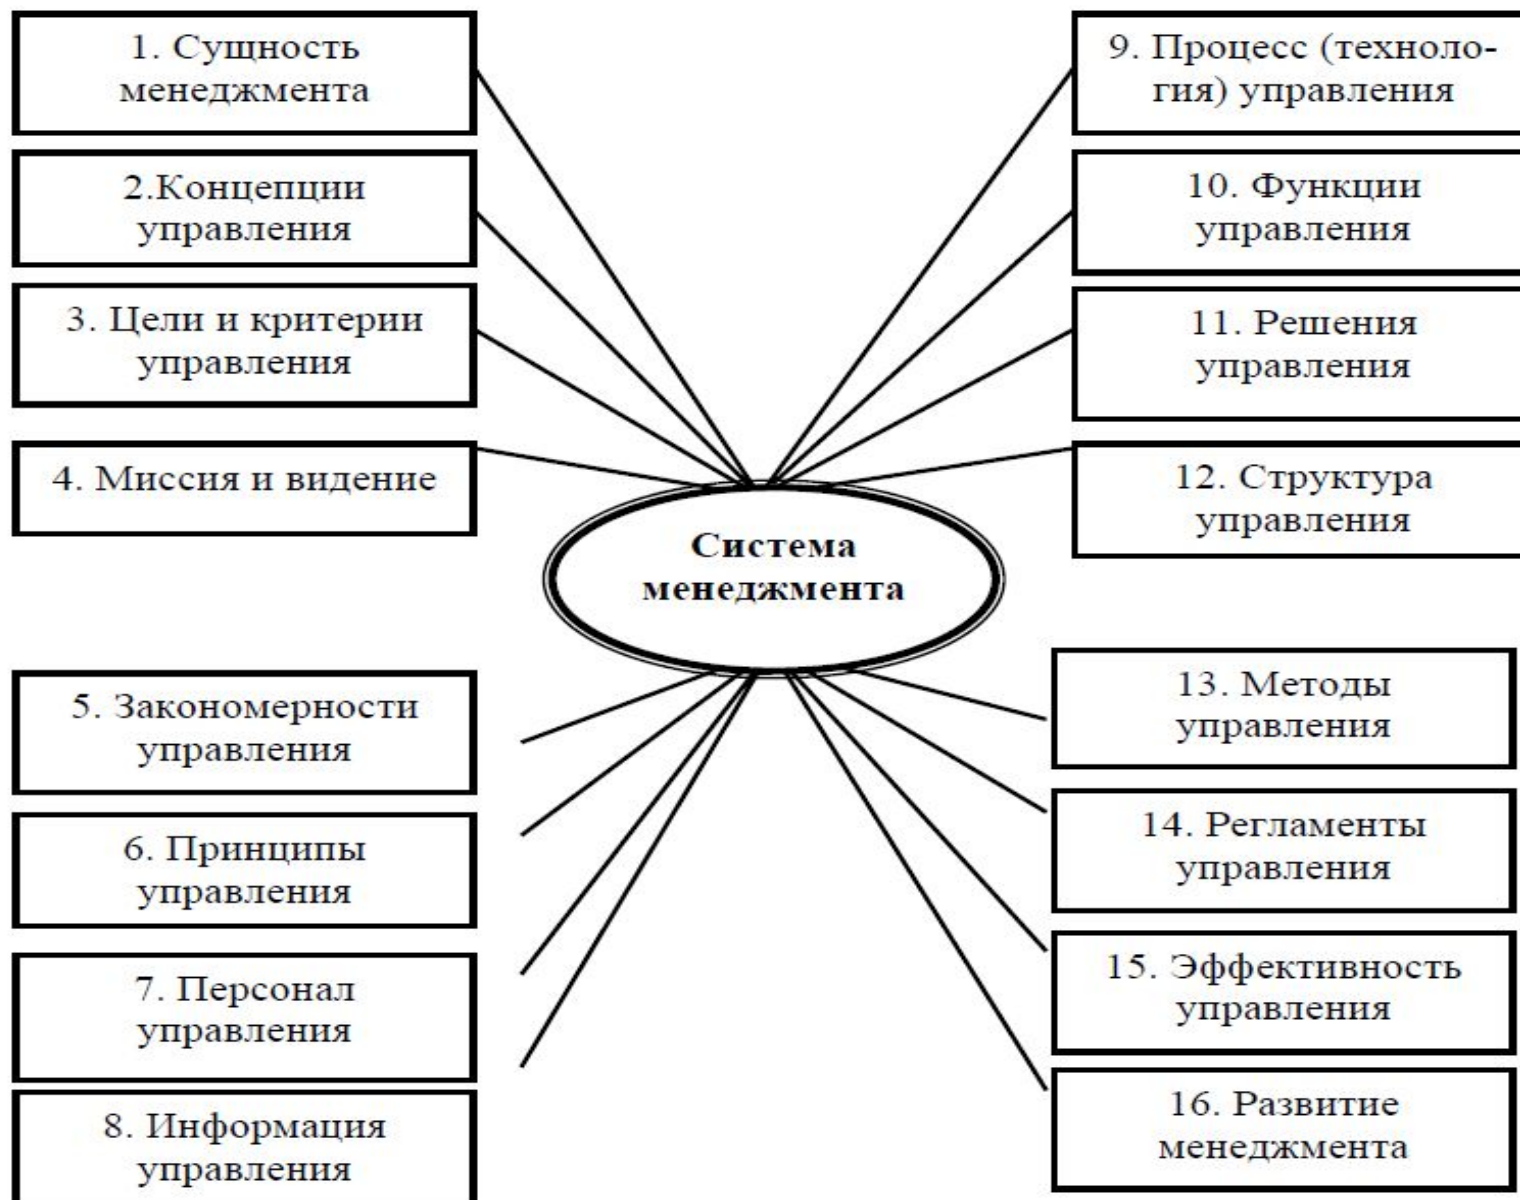 1. Сущность
менеджмента
2.Концепции
управления
3. Цели и критерии
управления
4. Миссия и видение
5. Закономерности
управления
6. Принципы
управления
7. Персонал
управления
8. Информация
управления
Система
менеджмента
9. Процесс (техноло-
гия) управления
10. Функции
управления
11. Решения
управления
12. Структура
управления
13. Методы
управления
14. Регламенты
управления
15. Эффективность
управления
16. Развитие
менеджмента